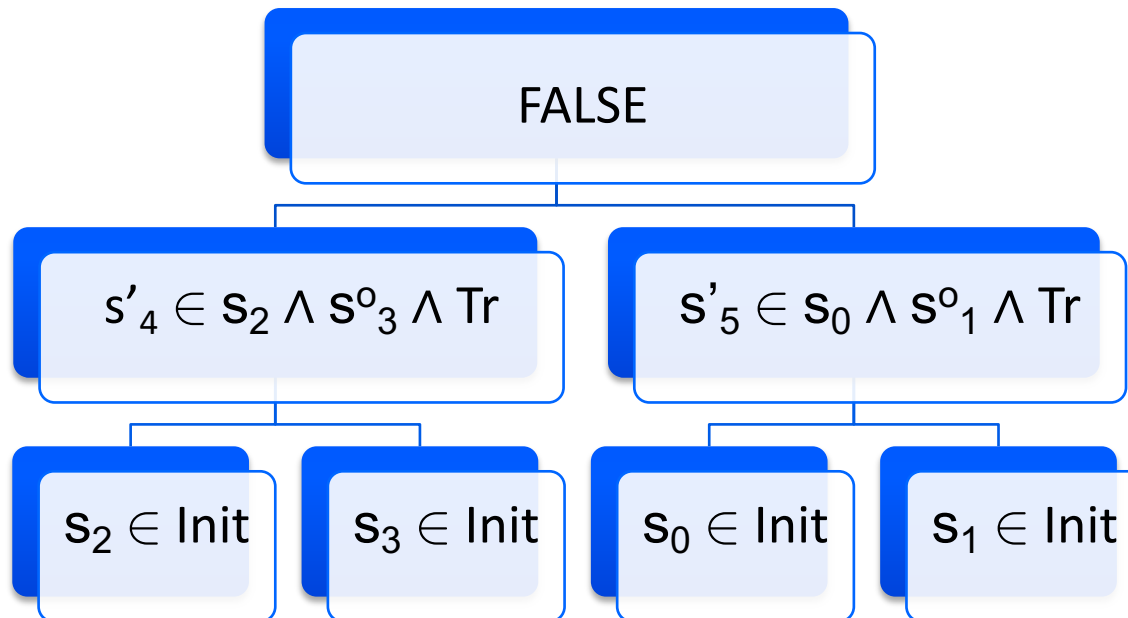 FALSE
s’₄ ∈ s₂ ∧ sᵒ₃ ∧ Tr
s’₅ ∈ s₀ ∧ sᵒ₁ ∧ Tr
s₂ ∈ Init
s₃ ∈ Init
s₀ ∈ Init
s₁ ∈ Init